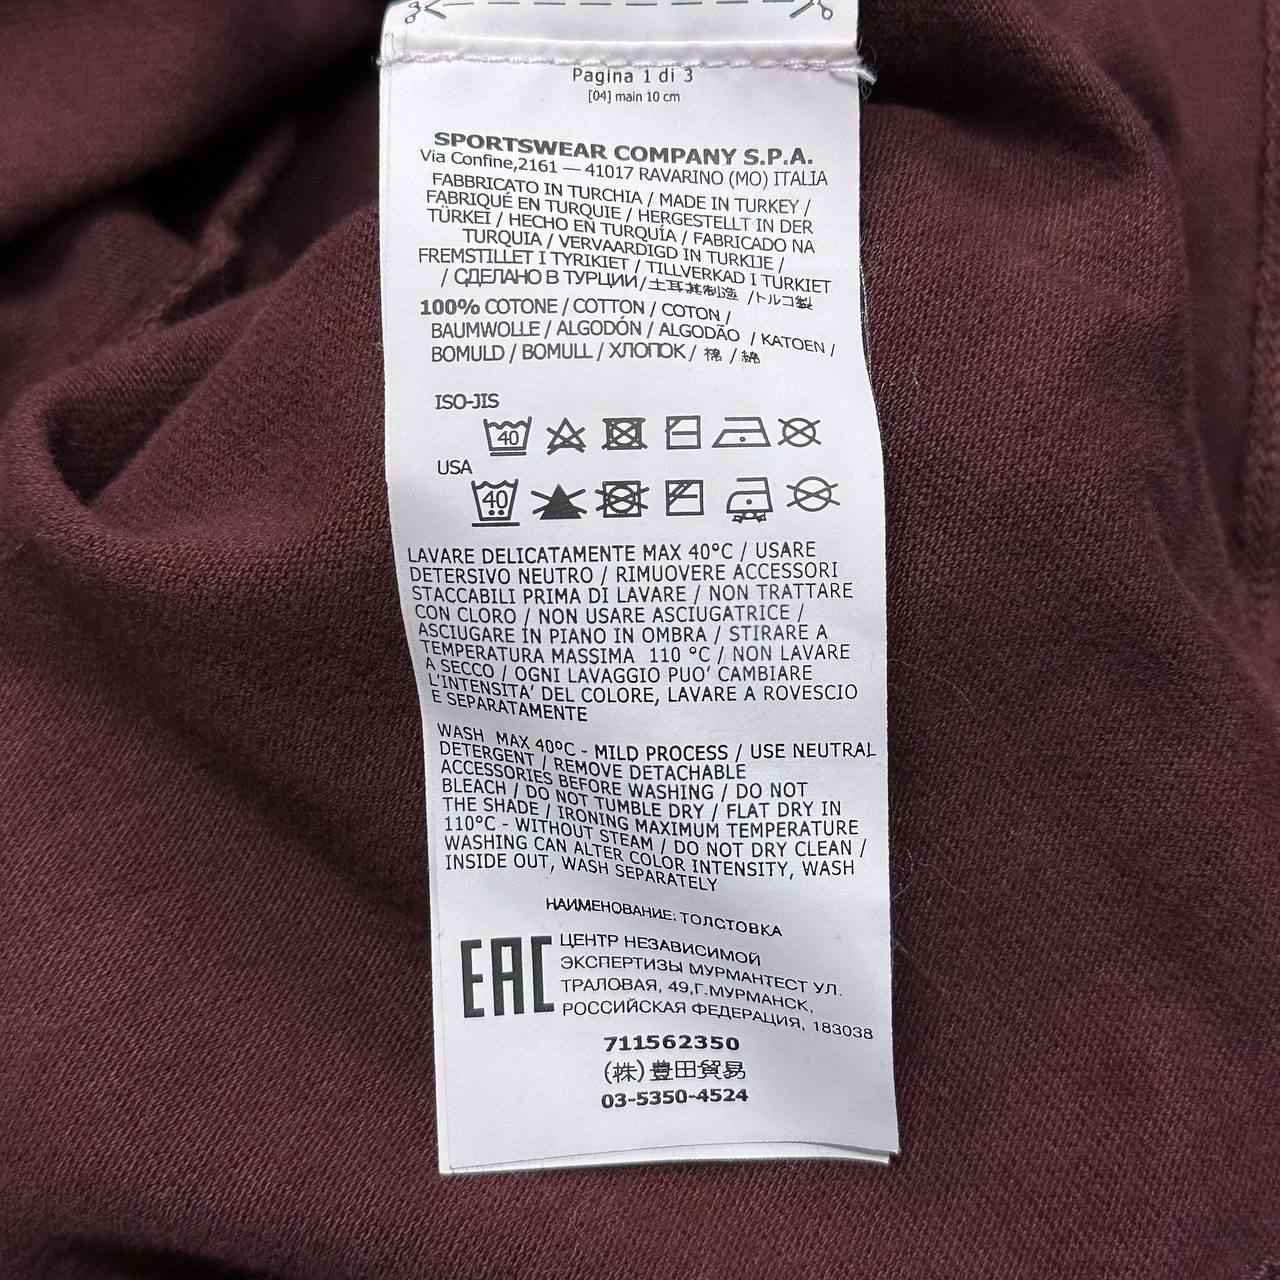 Pagina 1 di 3
[04] main 10 cm
SPORTSWEAR COMPANY S.P.A.
Via Confine,2161 — 41017 RAVARINO (MO) ITALIA
FABBRICATO IN TURCHIA / MADE IN TURKEY /
FABRIQUÉ EN TURQUIE / HERGESTELLT IN DER
TÜRKEI / HECHO EN TURQUÍA / FABRICADO NA
TURQUIA / VERVAARDIGD IN TURKIJE /
FREMSTILLET I TYRIKIET / TILLVERKAD I TURKIET
/ СДЕЛАНО В ТУРЦИИ / 土耳其制造 /トルコ製
100% COTONE / COTTON / COTON /
BAUMWOLLE / ALGODÓN / ALGODÃO / KATOEN /
BOMULD / BOMULL / ХЛОПОК / 棉 / 綿
ISO-JIS
40
USA
40
LAVARE DELICATAMENTE MAX 40°C / USARE
DETERSIVO NEUTRO / RIMUOVERE ACCESSORI
STACCABILI PRIMA DI LAVARE / NON TRATTARE
CON CLORO / NON USARE ASCIUGATRICE /
ASCIUGARE IN PIANO IN OMBRA / STIRARE A
TEMPERATURA MASSIMA 110 °C / NON LAVARE
A SECCO / OGNI LAVAGGIO PUO' CAMBIARE
L'INTENSITA' DEL COLORE, LAVARE A ROVESCIO
E SEPARATAMENTE
WASH MAX 40°C - MILD PROCESS / USE NEUTRAL
DETERGENT / REMOVE DETACHABLE
ACCESSORIES BEFORE WASHING / DO NOT
BLEACH / DO NOT TUMBLE DRY / FLAT DRY IN
THE SHADE / IRONING MAXIMUM TEMPERATURE
110°C - WITHOUT STEAM / DO NOT DRY CLEAN /
WASHING CAN ALTER COLOR INTENSITY, WASH
INSIDE OUT, WASH SEPARATELY
НАИМЕНОВАНИЕ: ТОЛСТОВКА
EAC
ЦЕНТР НЕЗАВИСИМОЙ
ЭКСПЕРТИЗЫ МУРМАНТЕСТ УЛ.
ТРАЛОВАЯ, 49,Г.МУРМАНСК,
РОССИЙСКАЯ ФЕДЕРАЦИЯ, 183038
711562350
(株)豊田貿易
03-5350-4524